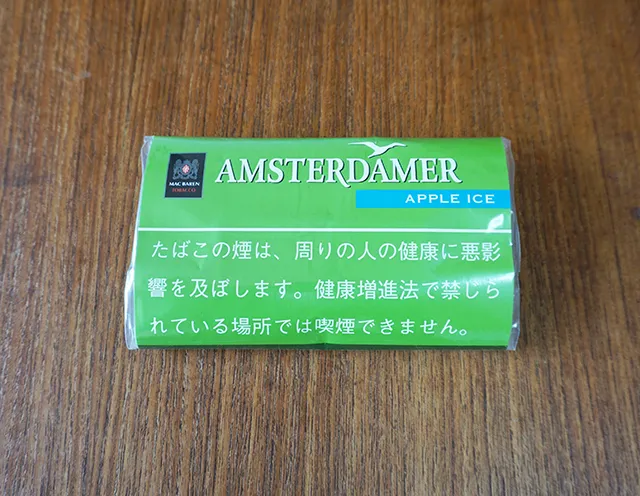 AMSTERDAMER
MAC BAREN
TOBACCO
APPLE ICE
たばこの煙は、周りの人の健康に悪影
響を及ぼします。健康増進法で禁じら
れている場所では喫煙できません。